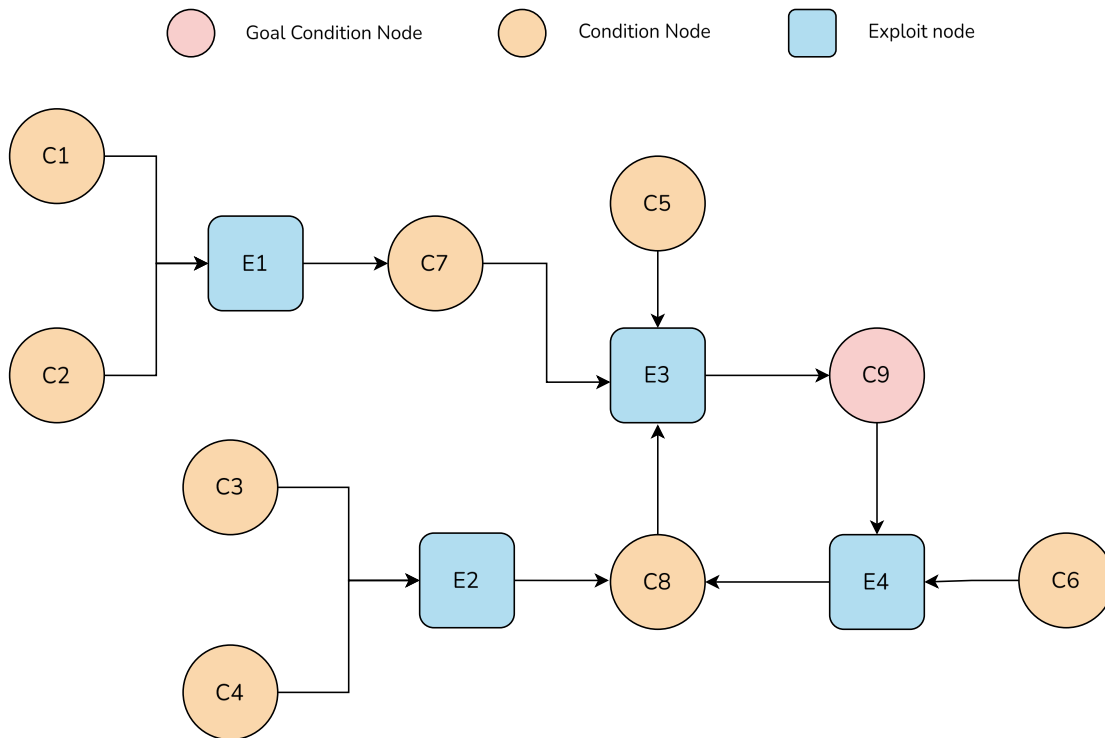 Goal Condition Node
Condition Node
Exploit node
C1
C5
E1
C7
C2
E3
C9
C3
E2
C8
E4
C6
C4